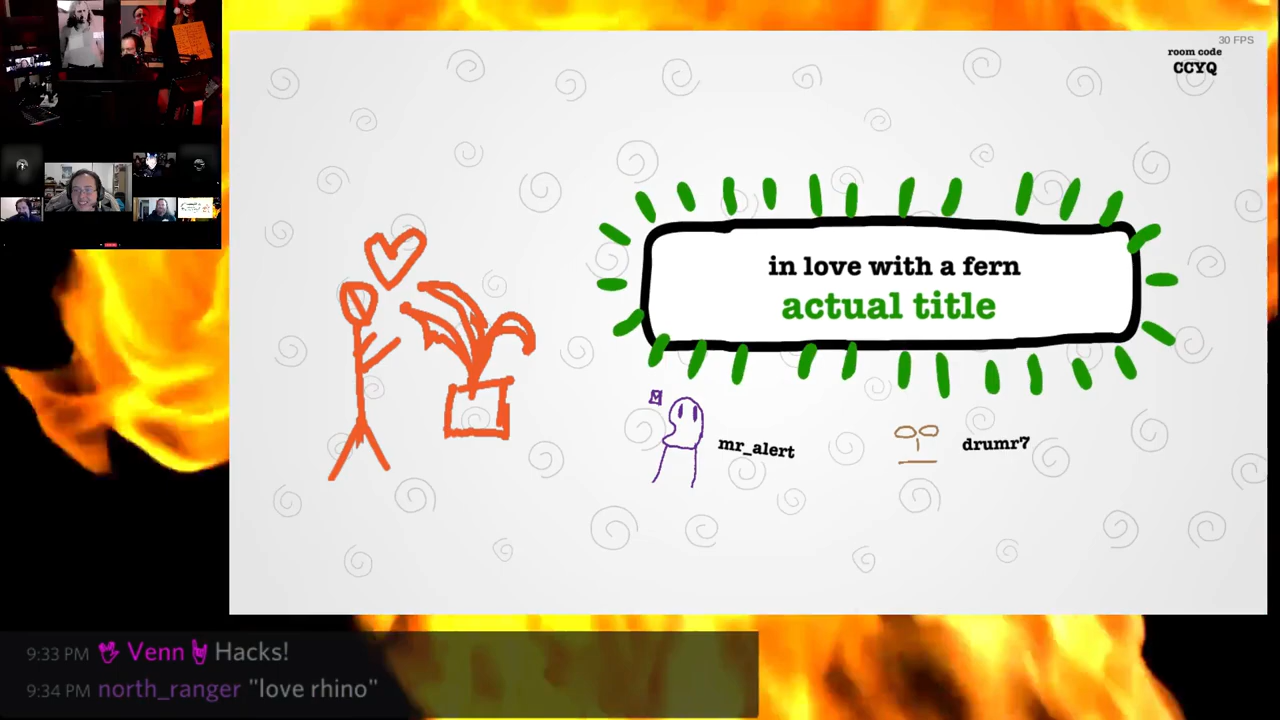 30 FPS
room code
CCYQ
in love with a fern
actual title
mr_alert
drumr7
9:33 PM Venn Hacks!
9:34 PM north_ranger "love rhino"